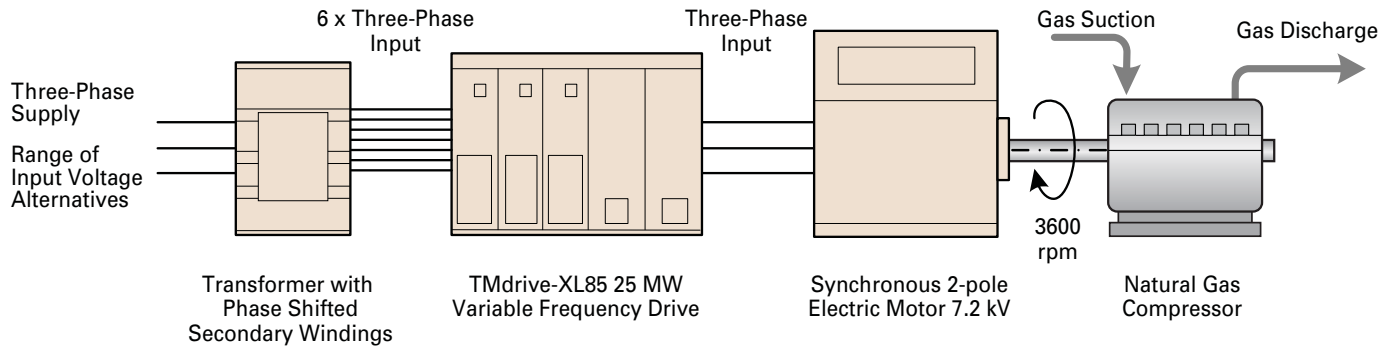 6 x Three-Phase
Input
Three-Phase
Input
Gas Suction
Gas Discharge
Three-Phase
Supply
Range of
Input Voltage
Alternatives
3600
rpm
Transformer with
Phase Shifted
Secondary Windings
TMdrive-XL85 25 MW
Variable Frequency Drive
Synchronous 2-pole
Electric Motor 7.2 kV
Natural Gas
Compressor